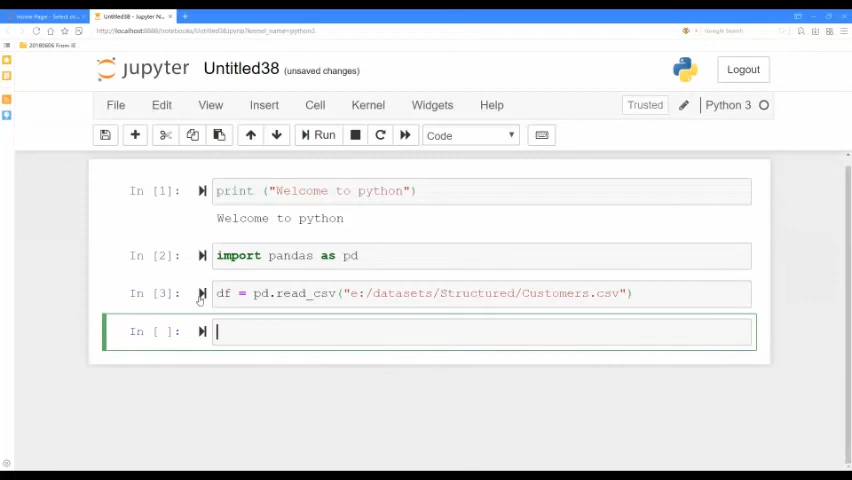 Home Page - Select or
Untitled38 - Jupyter N...
http://localhost:8888/notebooks/Untitled38.ipynb?kernel_name=python3
Google Search
20180606 From IE
jupyter Untitled38 (unsaved changes)
Logout
File Edit View Insert Cell Kernel Widgets Help
Trusted
Python 3
Run
Code
In [1]: print ("Welcome to python")
Welcome to python
In [2]: import pandas as pd
In [3]: df = pd.read_csv("e:/datasets/Structured/Customers.csv")
In [ ]: